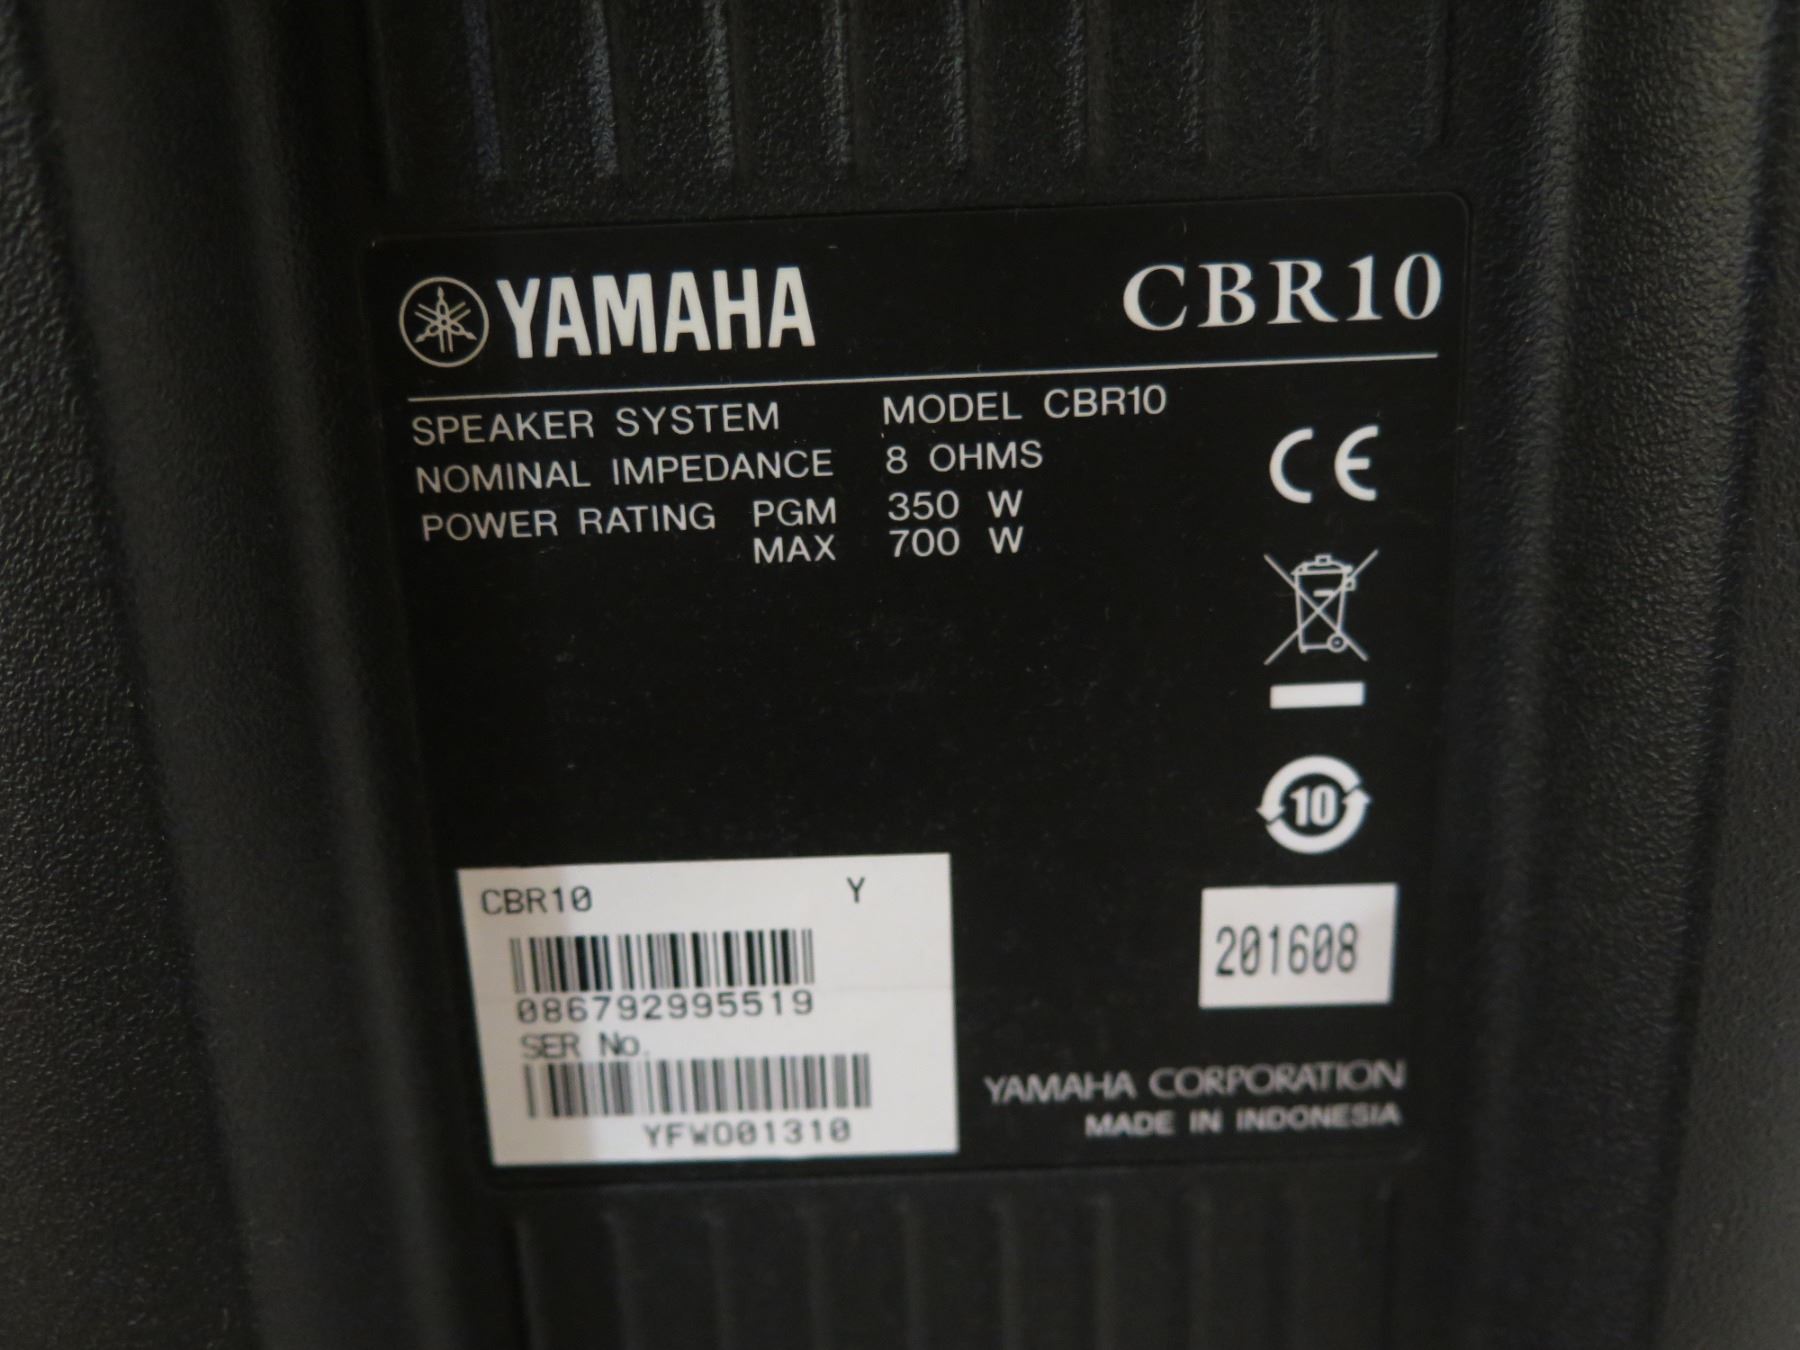 YAMAHA CBR10
SPEAKER SYSTEM MODEL CBR10
NOMINAL IMPEDANCE 8 OHMS
POWER RATING PGM 350 W
MAX 700 W
CE
10
CBR10 Y
086792995519
SER No.
YFWO01310
201608
YAMAHA CORPORATION
MADE IN INDONESIA